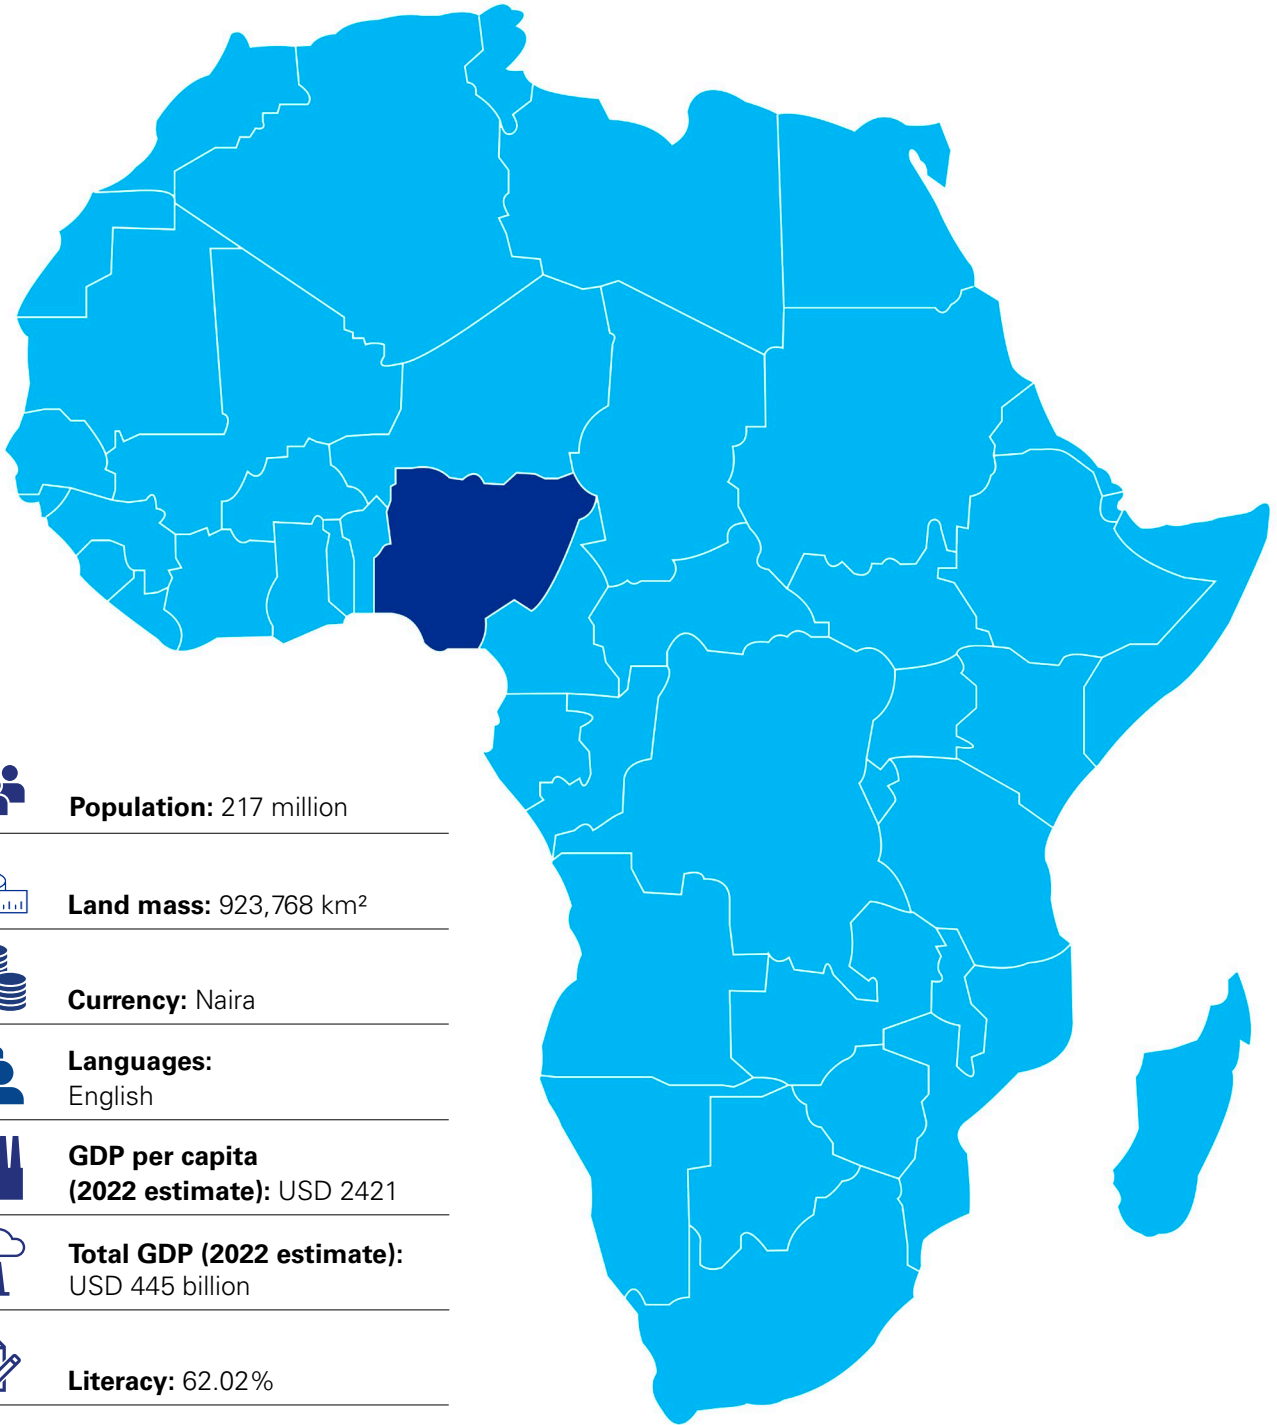 Population: 217 million
Land mass: 923,768 km²
Currency: Naira
Languages:
English
GDP per capita
(2022 estimate): USD 2421
Total GDP (2022 estimate):
USD 445 billion
Literacy: 62.02%